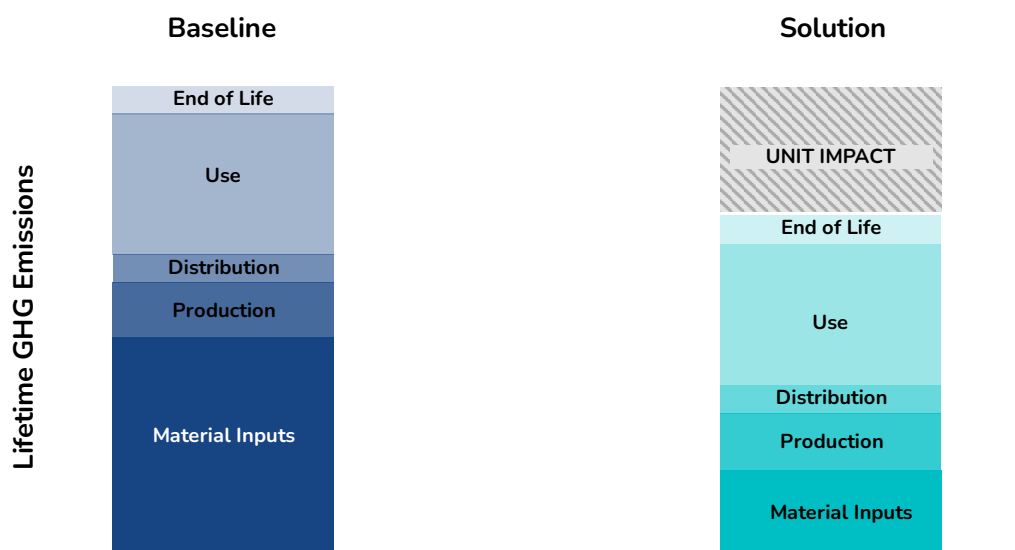 Baseline
Solution
Lifetime GHG Emissions
End of Life
Use
Distribution
Production
Material Inputs
UNIT IMPACT
End of Life
Use
Distribution
Production
Material Inputs